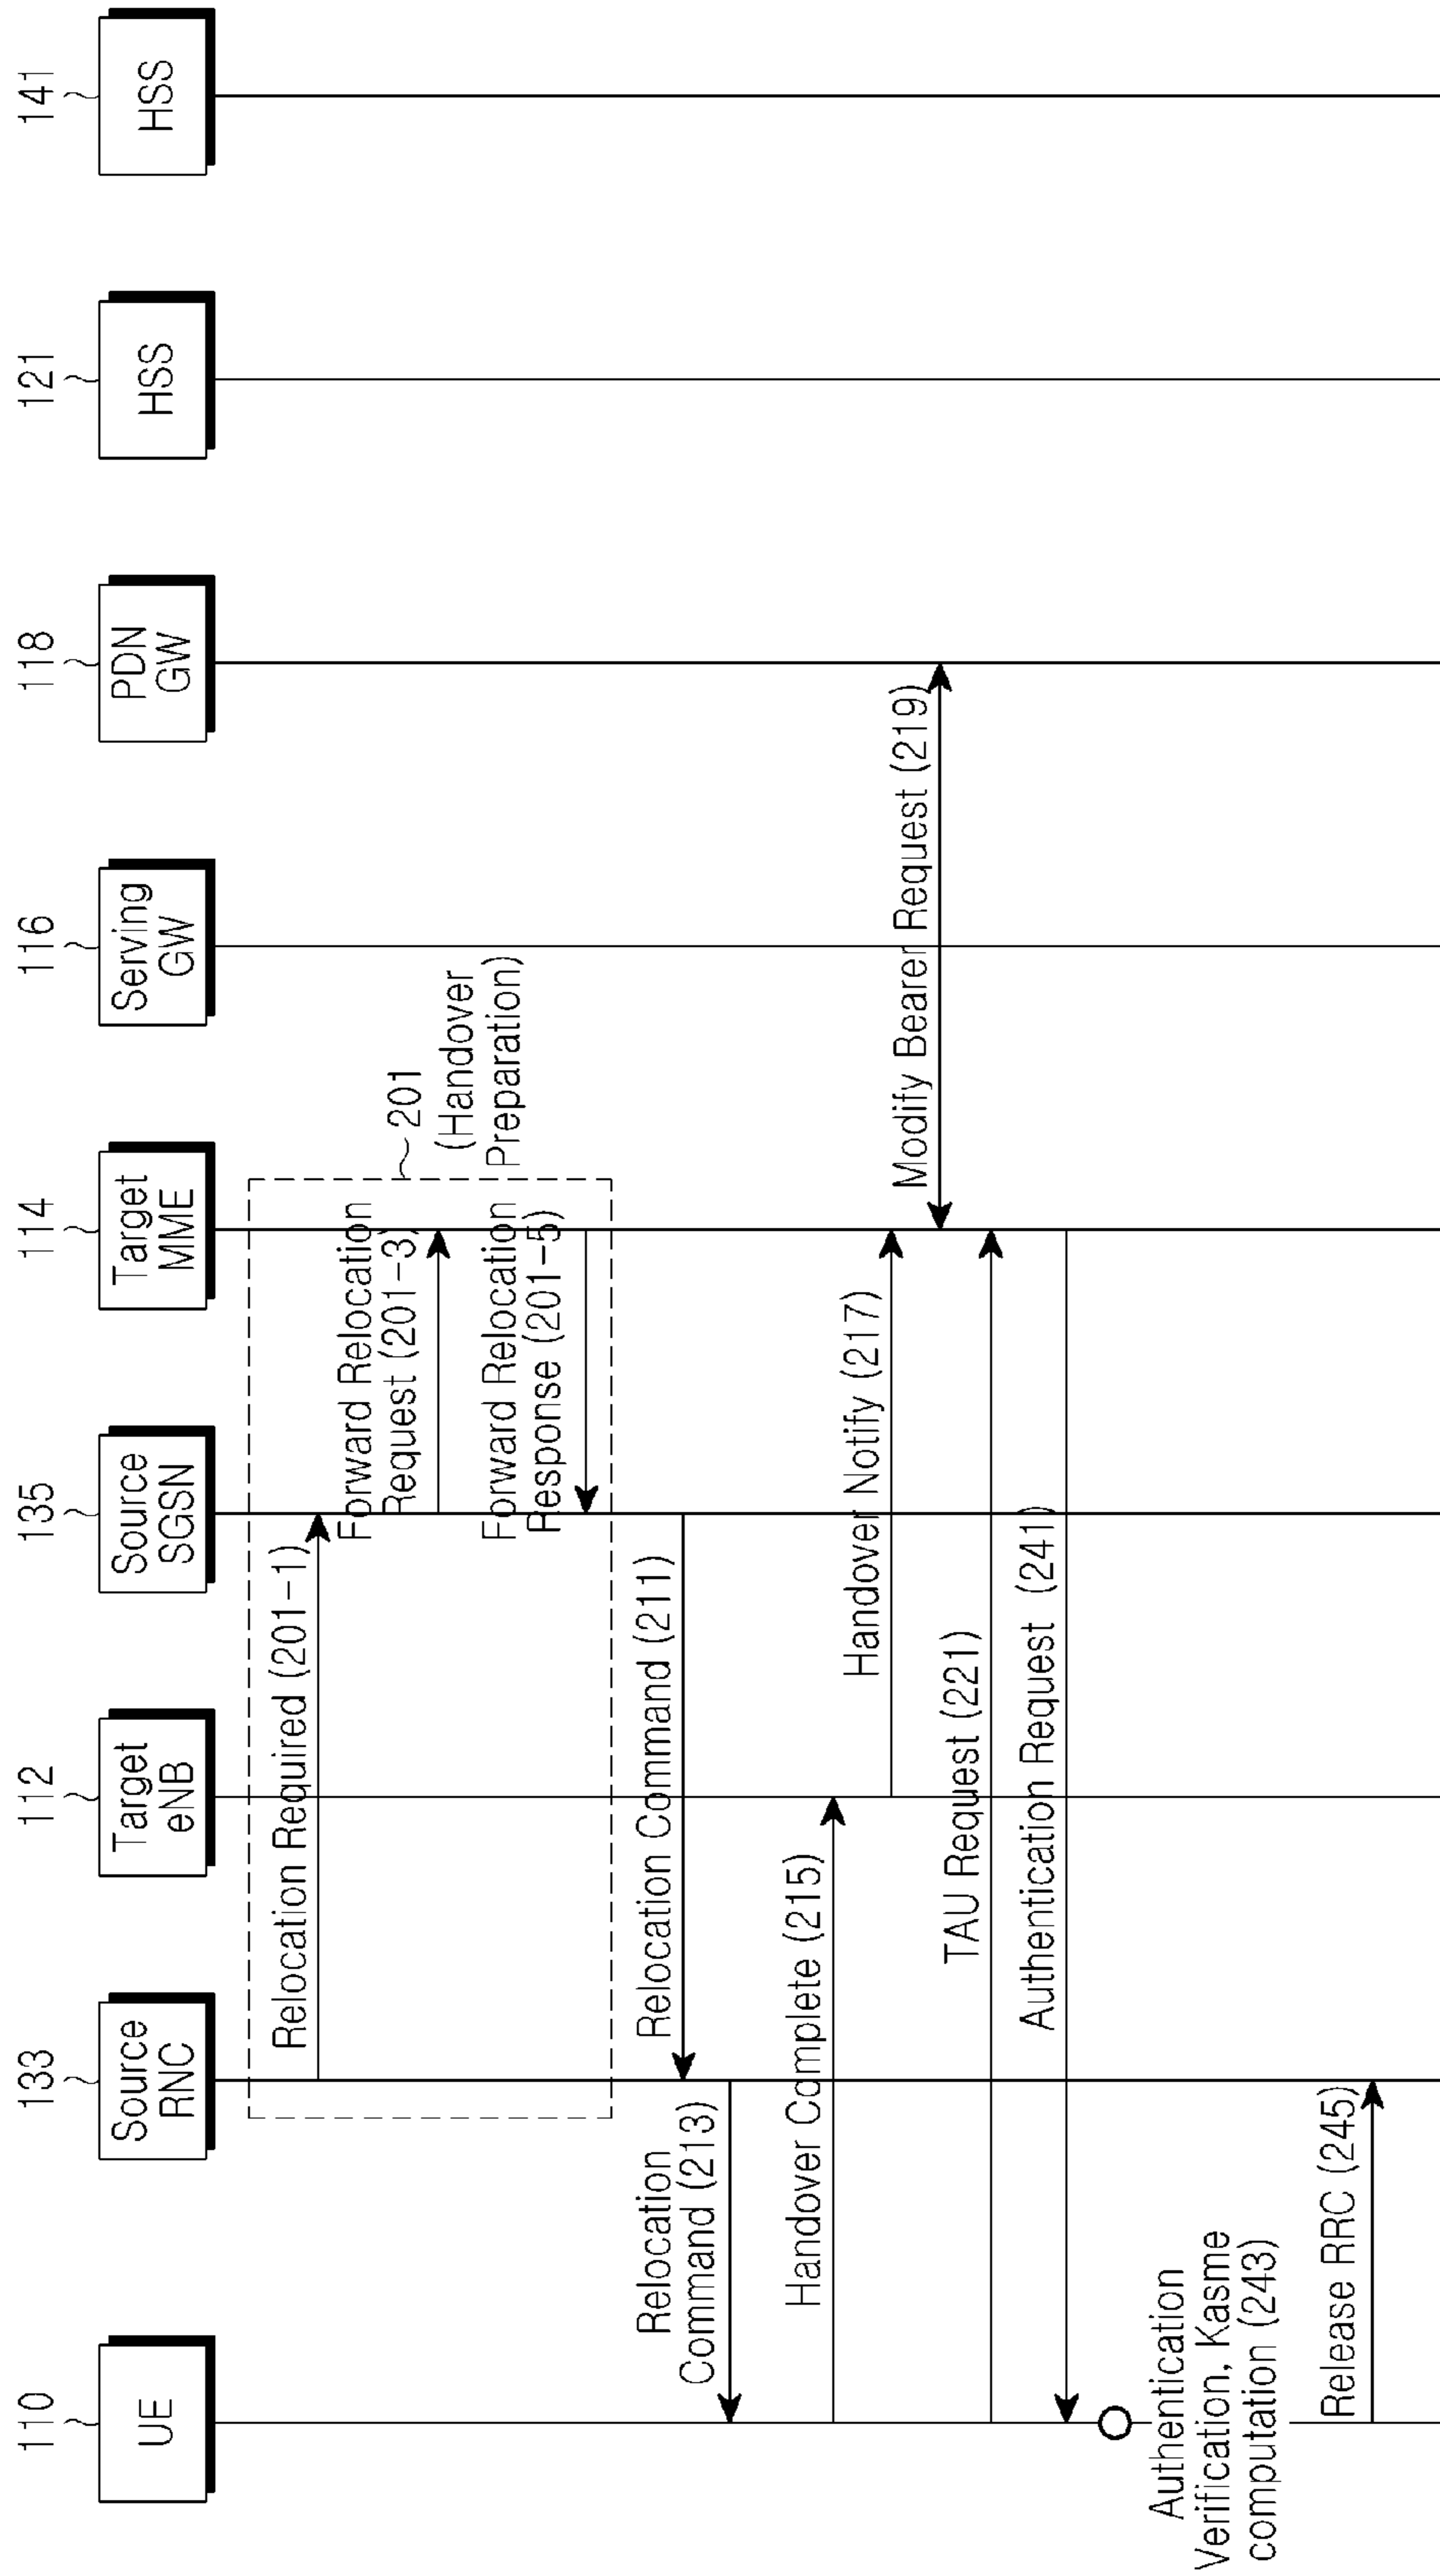 110
UE
133
Source
RNC
112
Target
eNB
135
Source
SGSN
114
Target
MME
116
Serving
GW
118
PDN
GW
121
HSS
141
HSS
Relocation Required (201-1)
Forward Relocation
Request (201-3)
201
(Handover
Preparation)
Forward Relocation
Response (201-5)
Relocation Command (211)
Relocation
Command (213)
Handover Complete (215)
Handover Notify (217)
Modify Bearer Request (219)
TAU Request (221)
Authentication Request (241)
Authentication
Verification, Kasme
computation (243)
Release RRC (245)